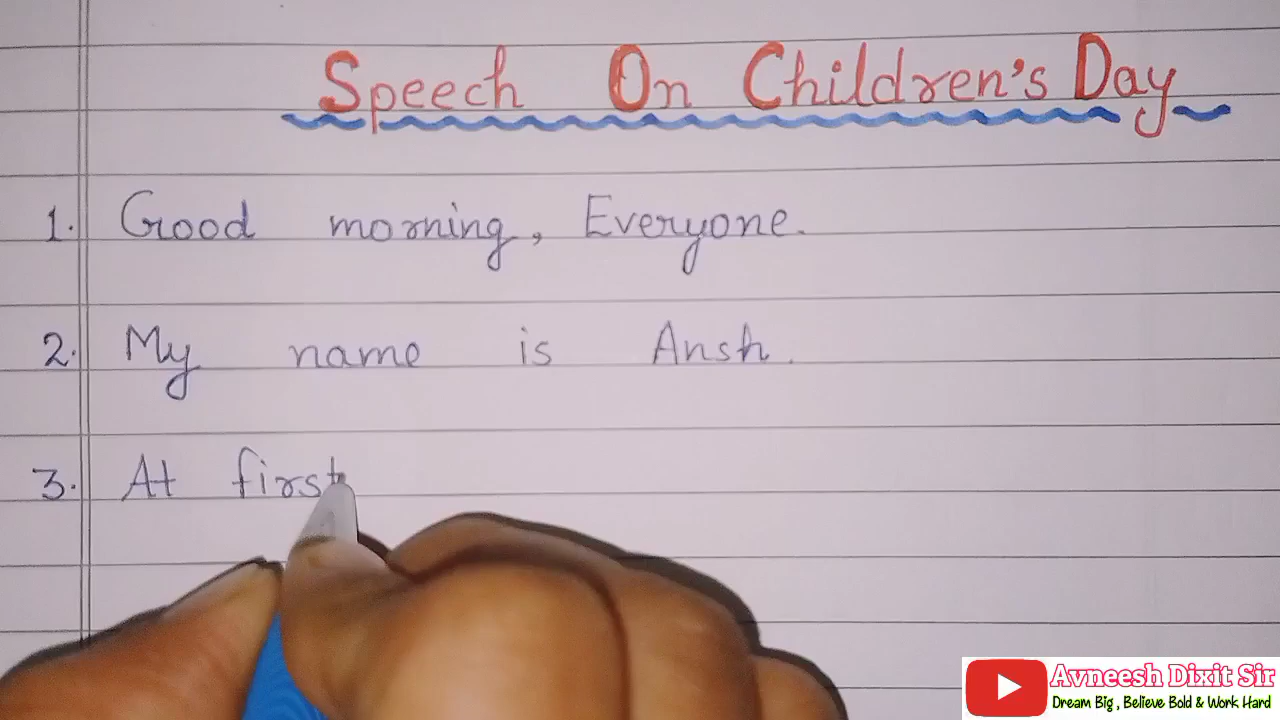 Speech On Children's Day
1. Good morning, Everyone.
2. My name is Ansh.
3. At first
Avneesh Dixit Sir
Dream Big , Believe Bold & Work Hard